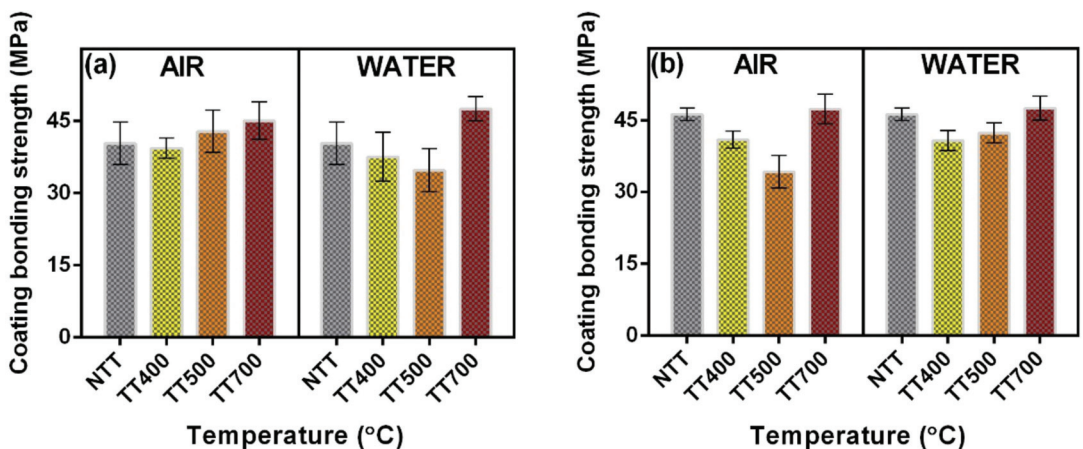 Coating bonding strength (MPa)
(a)
AIR
WATER
45
30
15
0
NTT
TT400
TT500
TT700
NTT
TT400
TT500
TT700
Temperature (°C)
Coating bonding strength (MPa)
(b)
AIR
WATER
45
30
15
0
NTT
TT400
TT500
TT700
NTT
TT400
TT500
TT700
Temperature (°C)